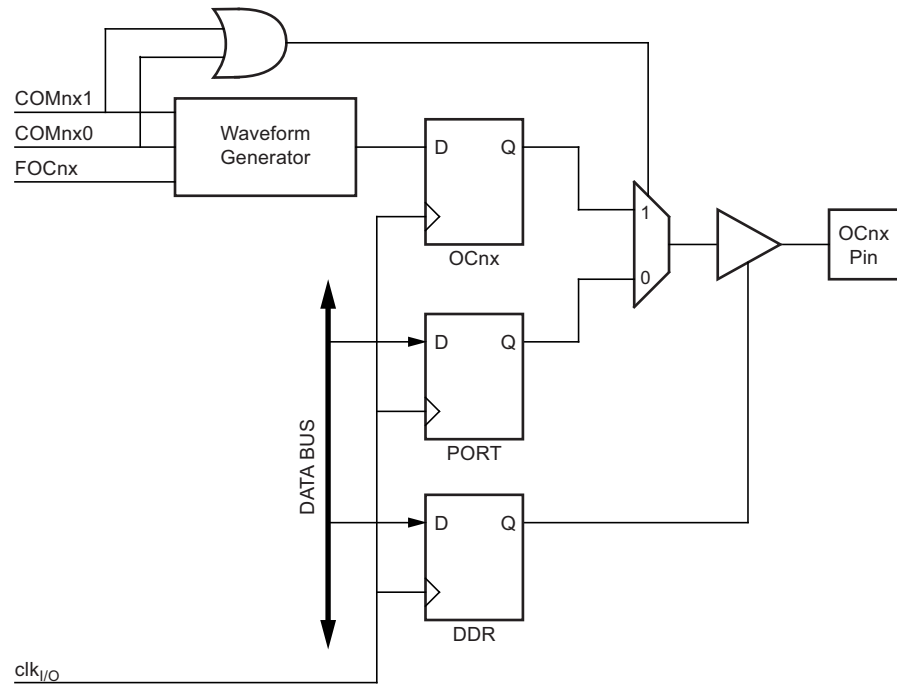 COMnx1
COMnx0
FOCnx
Waveform
Generator
D
Q
OCnx
1
0
OCnx
Pin
D
Q
PORT
DATA BUS
D
Q
DDR
clkI/O